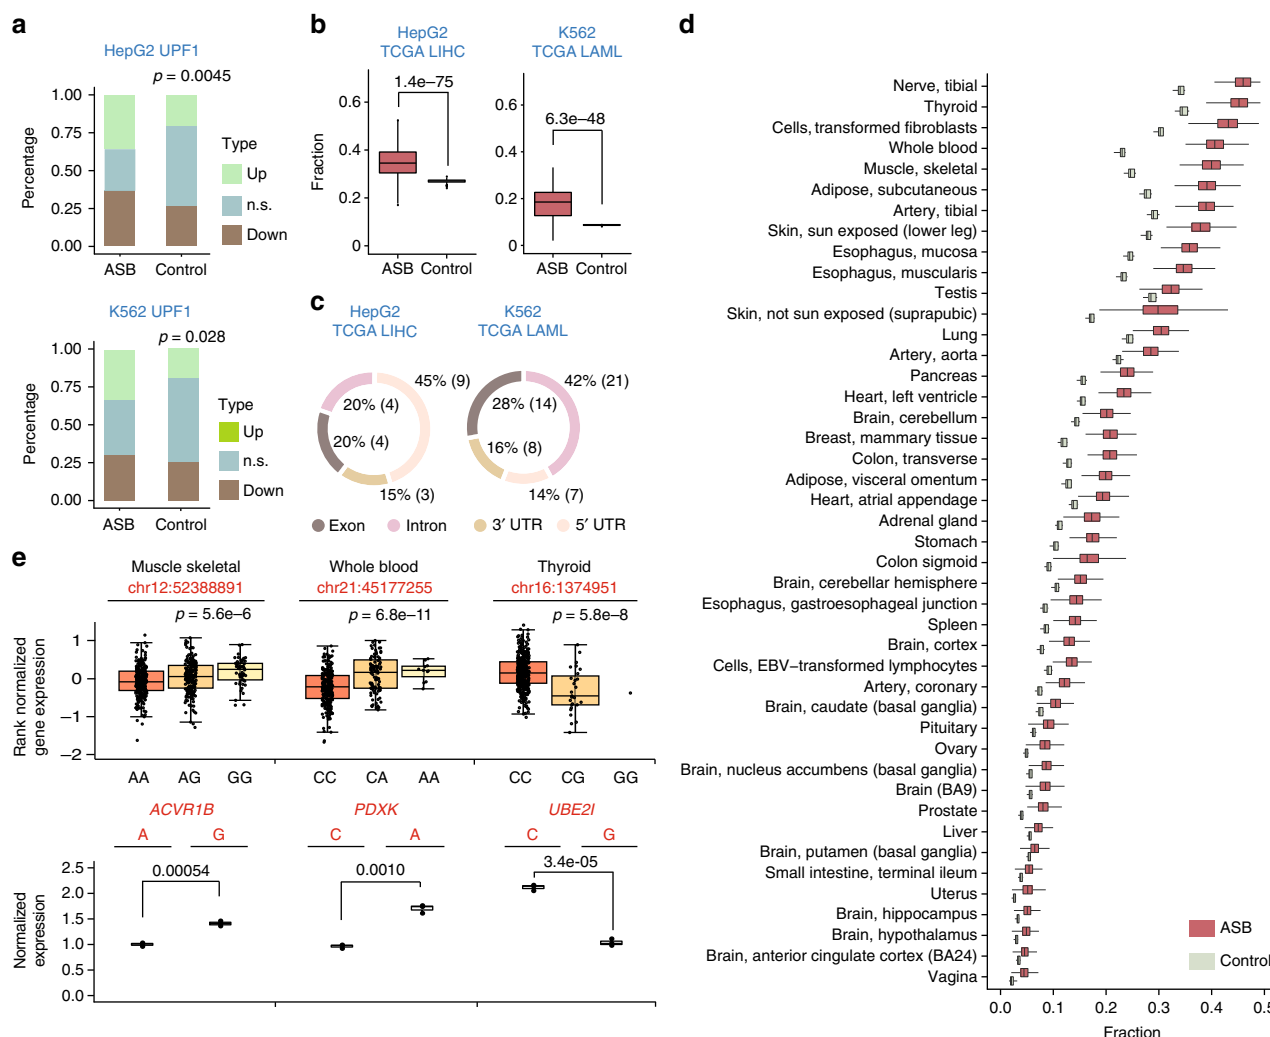 a
HepG2 UPF1
p = 0.0045
Percentage
1.00
0.75
0.50
0.25
0.00
ASB
Control
Type
Up
n.s.
Down
K562 UPF1
p = 0.028
Percentage
1.00
0.75
0.50
0.25
0.00
ASB
Control
Type
Up
n.s.
Down
b
HepG2
TCGA LIHC
1.4e−75
Fraction
0.6
0.4
0.2
0
ASB
Control
K562
TCGA LAML
6.3e−48
0.6
0.4
0.2
0
ASB
Control
c
HepG2
TCGA LIHC
45% (9)
20% (4)
20% (4)
15% (3)
K562
TCGA LAML
42% (21)
28% (14)
16% (8)
14% (7)
Exon
Intron
3′ UTR
5′ UTR
d
Nerve, tibial
Thyroid
Cells, transformed fibroblasts
Whole blood
Muscle, skeletal
Adipose, subcutaneous
Artery, tibial
Skin, sun exposed (lower leg)
Esophagus, mucosa
Esophagus, muscularis
Testis
Skin, not sun exposed (suprapubic)
Lung
Artery, aorta
Pancreas
Heart, left ventricle
Brain, cerebellum
Breast, mammary tissue
Colon, transverse
Adipose, visceral omentum
Heart, atrial appendage
Adrenal gland
Stomach
Colon sigmoid
Brain, cerebellar hemisphere
Esophagus, gastroesophageal junction
Spleen
Brain, cortex
Cells, EBV−transformed lymphocytes
Artery, coronary
Brain, caudate (basal ganglia)
Pituitary
Ovary
Brain, nucleus accumbens (basal ganglia)
Brain (BA9)
Prostate
Liver
Brain, putamen (basal ganglia)
Small intestine, terminal ileum
Uterus
Brain, hippocampus
Brain, hypothalamus
Brain, anterior cingulate cortex (BA24)
Vagina
0.0
0.1
0.2
0.3
0.4
0.5
Fraction
ASB
Control
e
Muscle skeletal
chr12:52388891
p = 5.6e−6
Whole blood
chr21:45177255
p = 6.8e−11
Thyroid
chr16:1374951
p = 5.8e−8
Rank normalized
gene expression
1
0
−1
−2
AA
AG
GG
CC
CA
AA
CC
CG
GG
ACVR1B
A
G
PDXK
C
A
UBE2I
C
G
Normalized
expression
2.5
2.0
1.5
1.0
0.5
0.0
0.00054
0.0010
3.4e-05